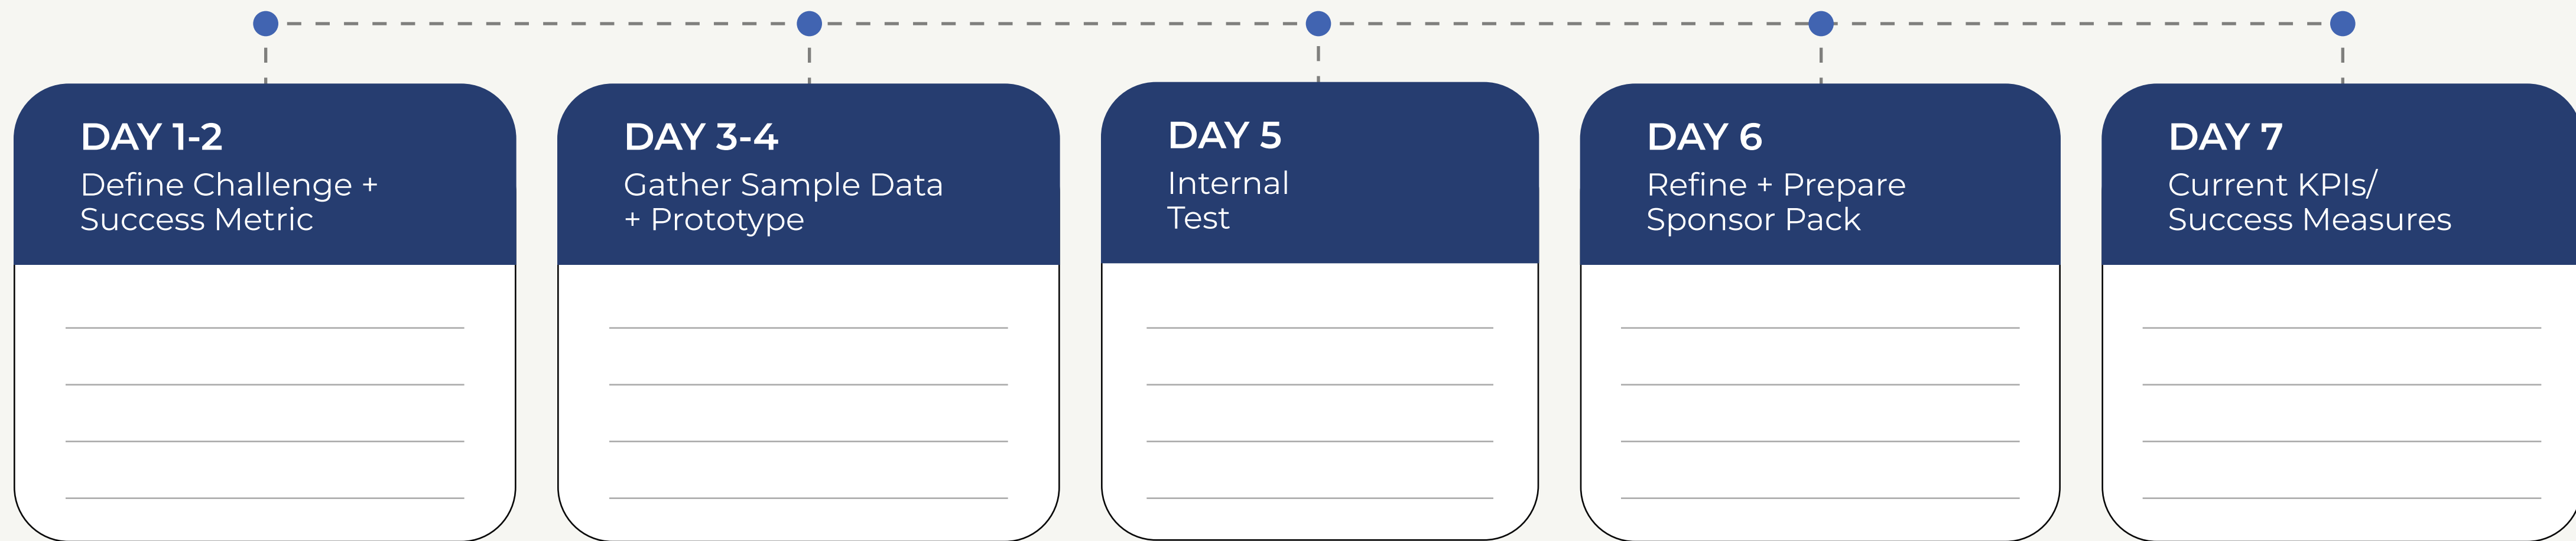 DAY 1-2
Define Challenge +
Success Metric
DAY 3-4
Gather Sample Data
+ Prototype
DAY 5
Internal
Test
DAY 6
Refine + Prepare
Sponsor Pack
DAY 7
Current KPIs/
Success Measures